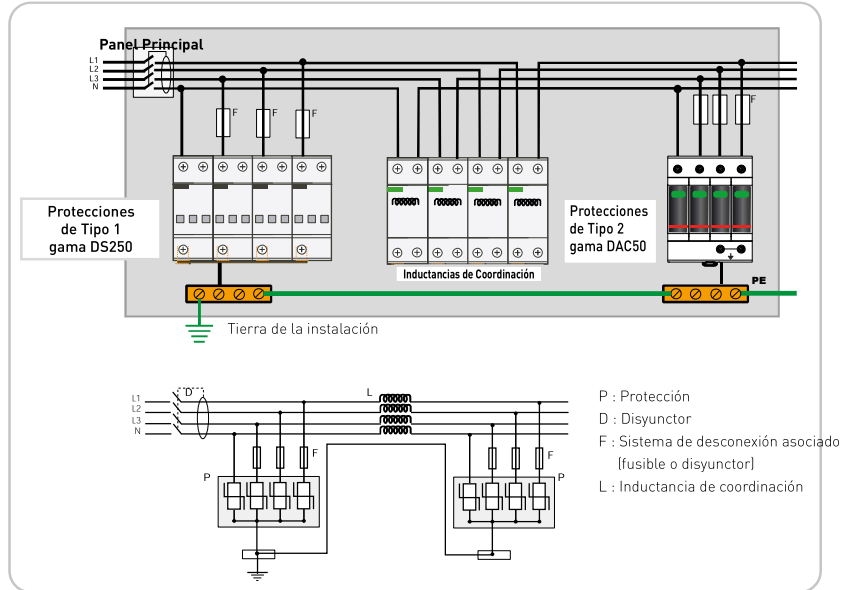 Panel Principal
L1
L2
L3
N
F
F
F
F
Protecciones
de Tipo 1
gama DS250
Inductancias de Coordinación
Protecciones
de Tipo 2
gama DAC50
PE
Tierra de la instalación
D
L
L1
L2
L3
N
F
F
P
P
P : Protección
D : Disyunctor
F : Sistema de desconexión asociado
(fusible o disyunctor)
L : Inductancia de coordinación